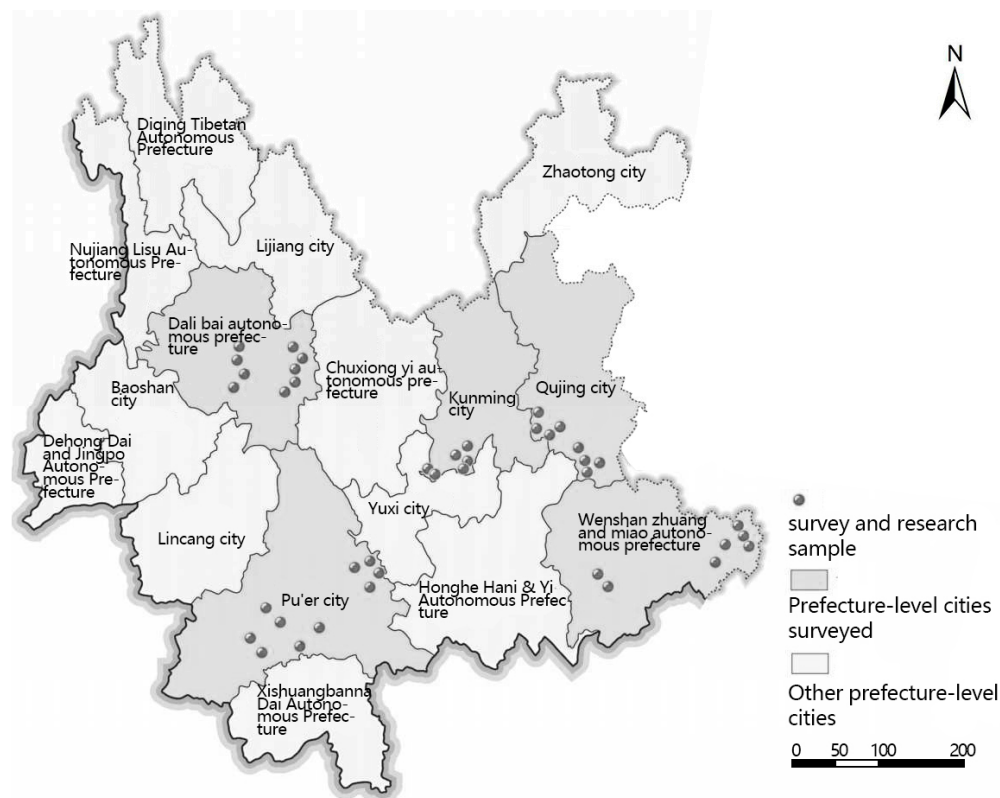 N
Diqing Tibetan
Autonomous
Prefecture
Zhaotong city
Nujiang Lisu Au-
tonomous Pre-
fecture
Lijiang city
Dali bai autono-
mous prefec-
ture
Chuxiong yi au-
tonomous pre-
fecture
Baoshan
city
Kunming
city
Qujing city
Dehong Dai
and Jingpo
Autono-
mous Pre-
fecture
Yuxi city
Lincang city
Wenshan zhuang
and miao autono-
mous prefecture
Pu'er city
Honghe Hani & Yi
Autonomous Prefec-
ture
Xishuangbanna
Dai Autono-
mous Prefec-
ture
survey and research
sample
Prefecture-level cities
surveyed
Other prefecture-level
cities
0 50 100 200